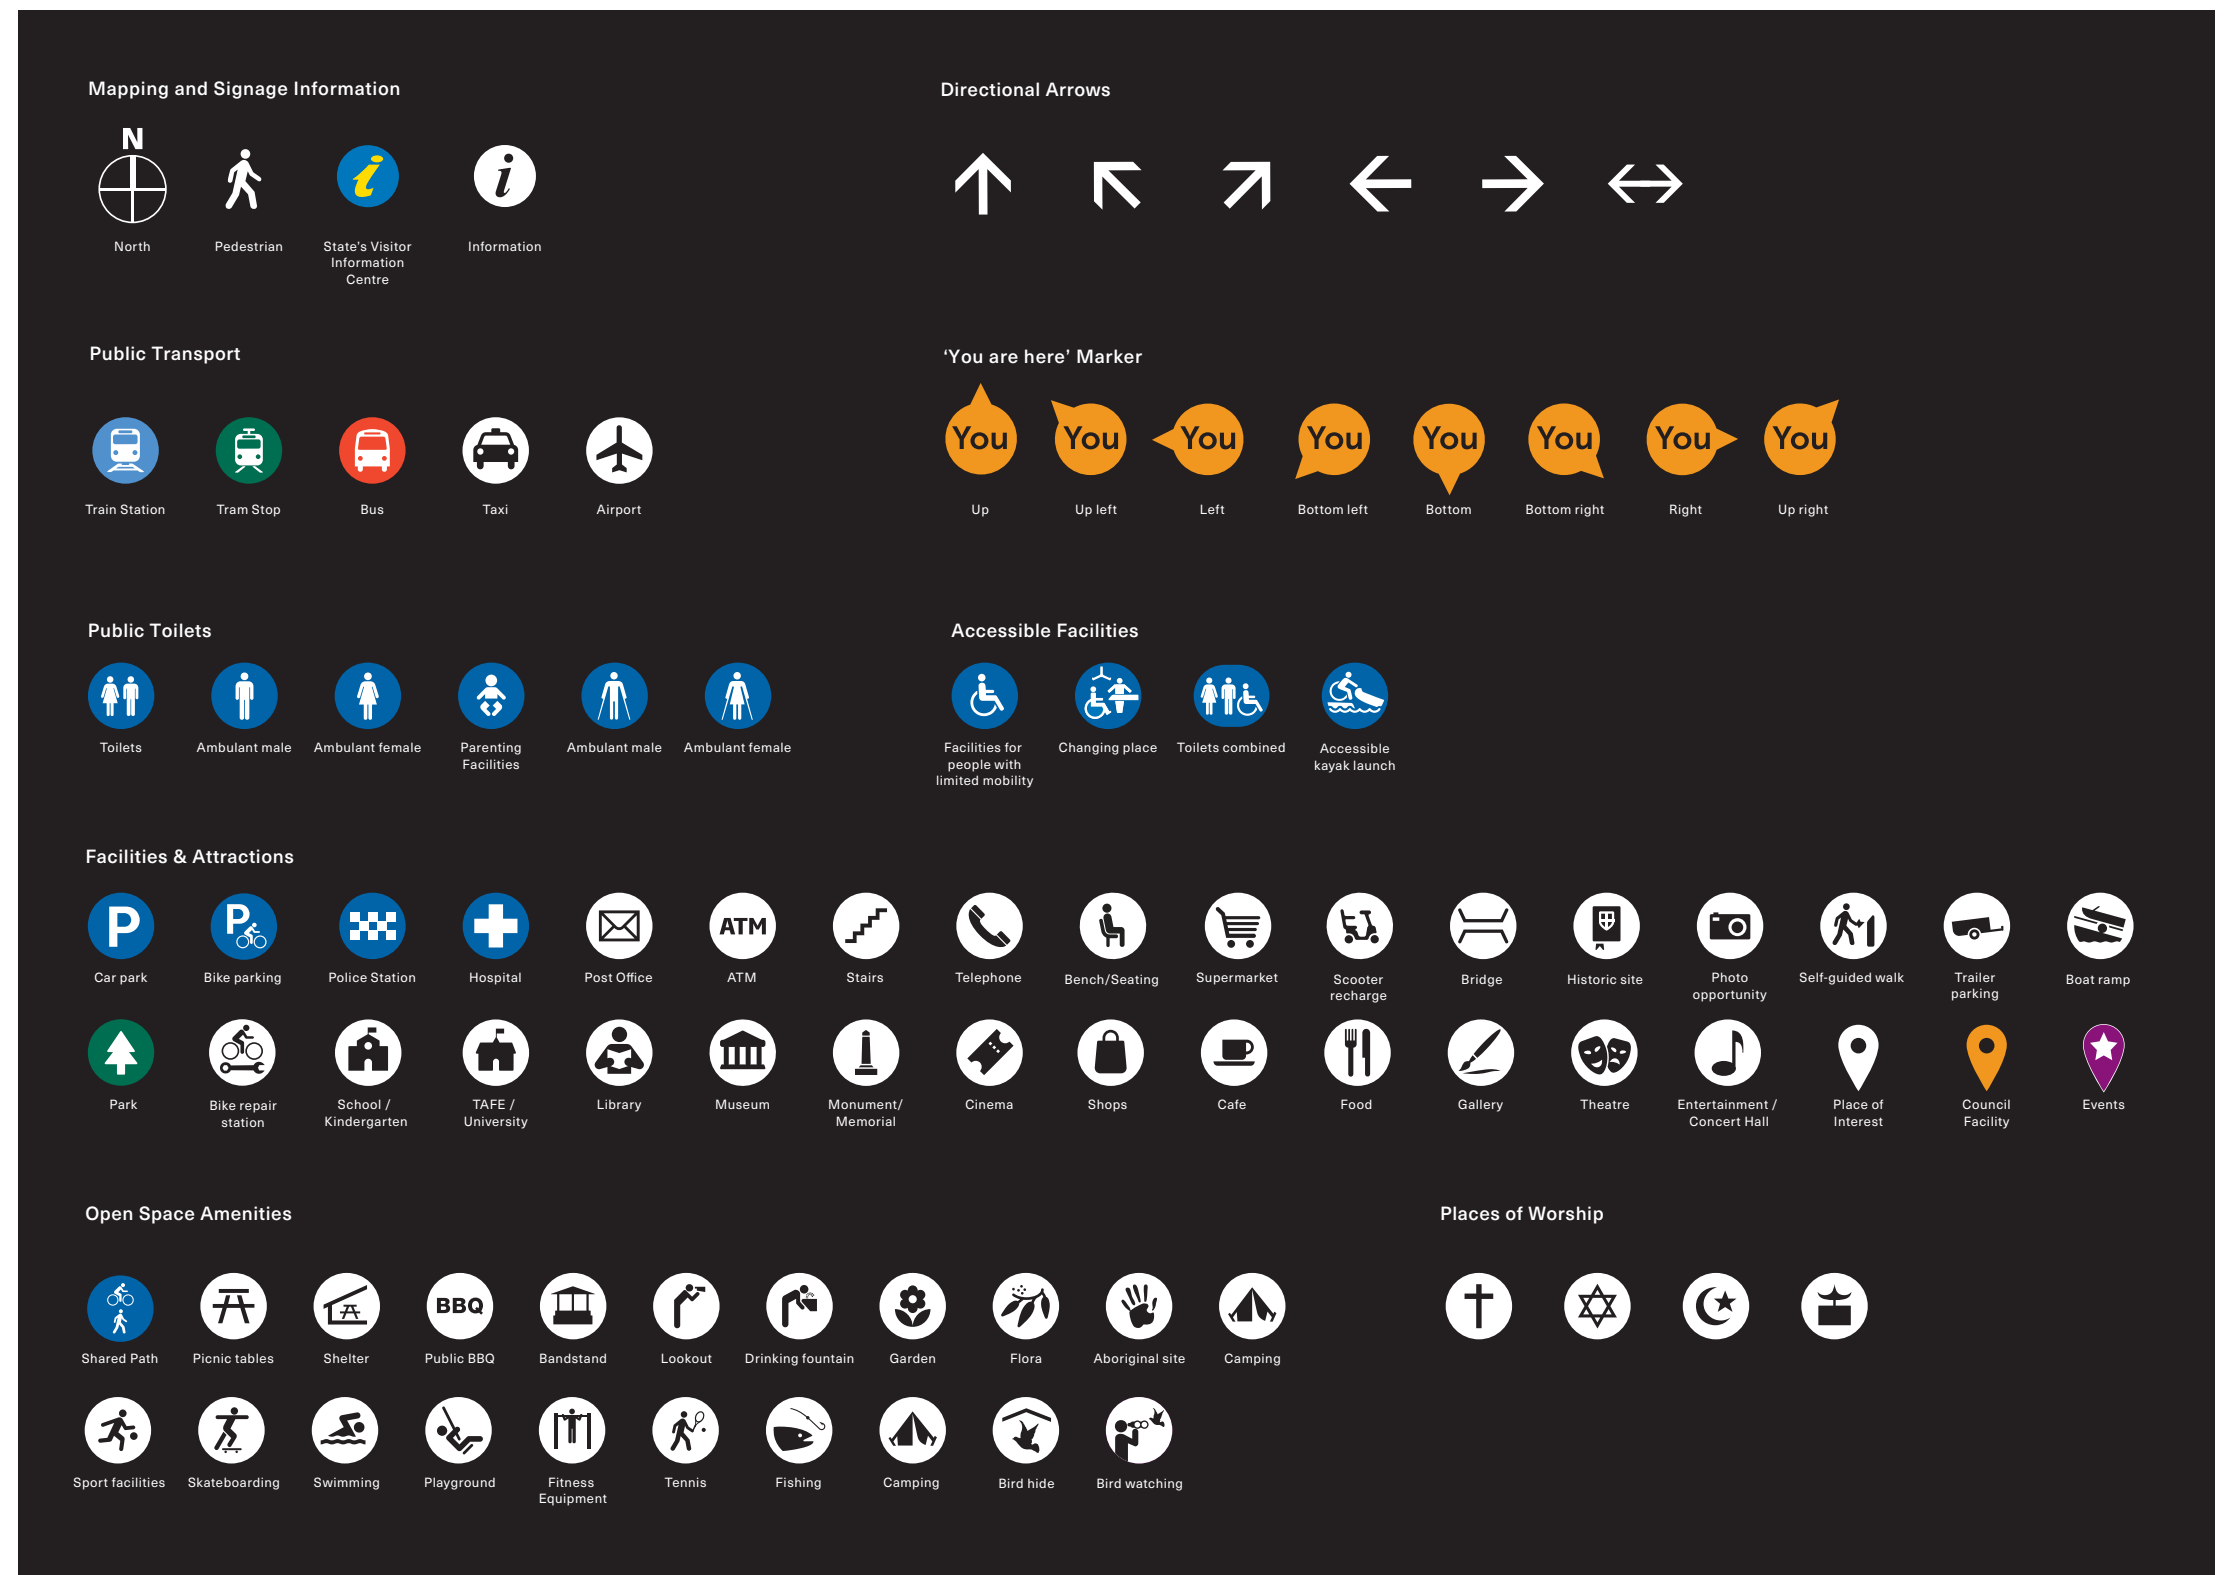 Mapping and Signage Information
N
North
Pedestrian
State's Visitor
Information
Centre
Information
Directional Arrows
Public Transport
Train Station
Tram Stop
Bus
Taxi
Airport
‘You are here’ Marker
You
You
You
You
You
You
You
You
Up
Up left
Left
Bottom left
Bottom
Bottom right
Right
Up right
Public Toilets
Toilets
Ambulant male
Ambulant female
Parenting
Facilities
Ambulant male
Ambulant female
Accessible Facilities
Facilities for
people with
limited mobility
Changing place
Toilets combined
Accessible
kayak launch
Facilities & Attractions
P
P
ATM
Car park
Bike parking
Police Station
Hospital
Post Office
ATM
Stairs
Telephone
Bench/Seating
Supermarket
Scooter
recharge
Bridge
Historic site
Photo
opportunity
Self-guided walk
Trailer
parking
Boat ramp
Park
Bike repair
station
School /
Kindergarten
TAFE /
University
Library
Museum
Monument/
Memorial
Cinema
Shops
Cafe
Food
Gallery
Theatre
Entertainment /
Concert Hall
Place of
Interest
Council
Facility
Events
Open Space Amenities
BBQ
Shared Path
Picnic tables
Shelter
Public BBQ
Bandstand
Lookout
Drinking fountain
Garden
Flora
Aboriginal site
Camping
Sport facilities
Skateboarding
Swimming
Playground
Fitness
Equipment
Tennis
Fishing
Camping
Bird hide
Bird watching
Places of Worship